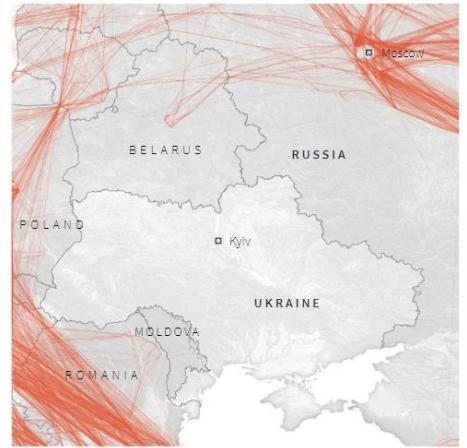 Moscow
BELARUS
RUSSIA
POLAND
Kyiv
UKRAINE
MOLDOVA
ROMANIA